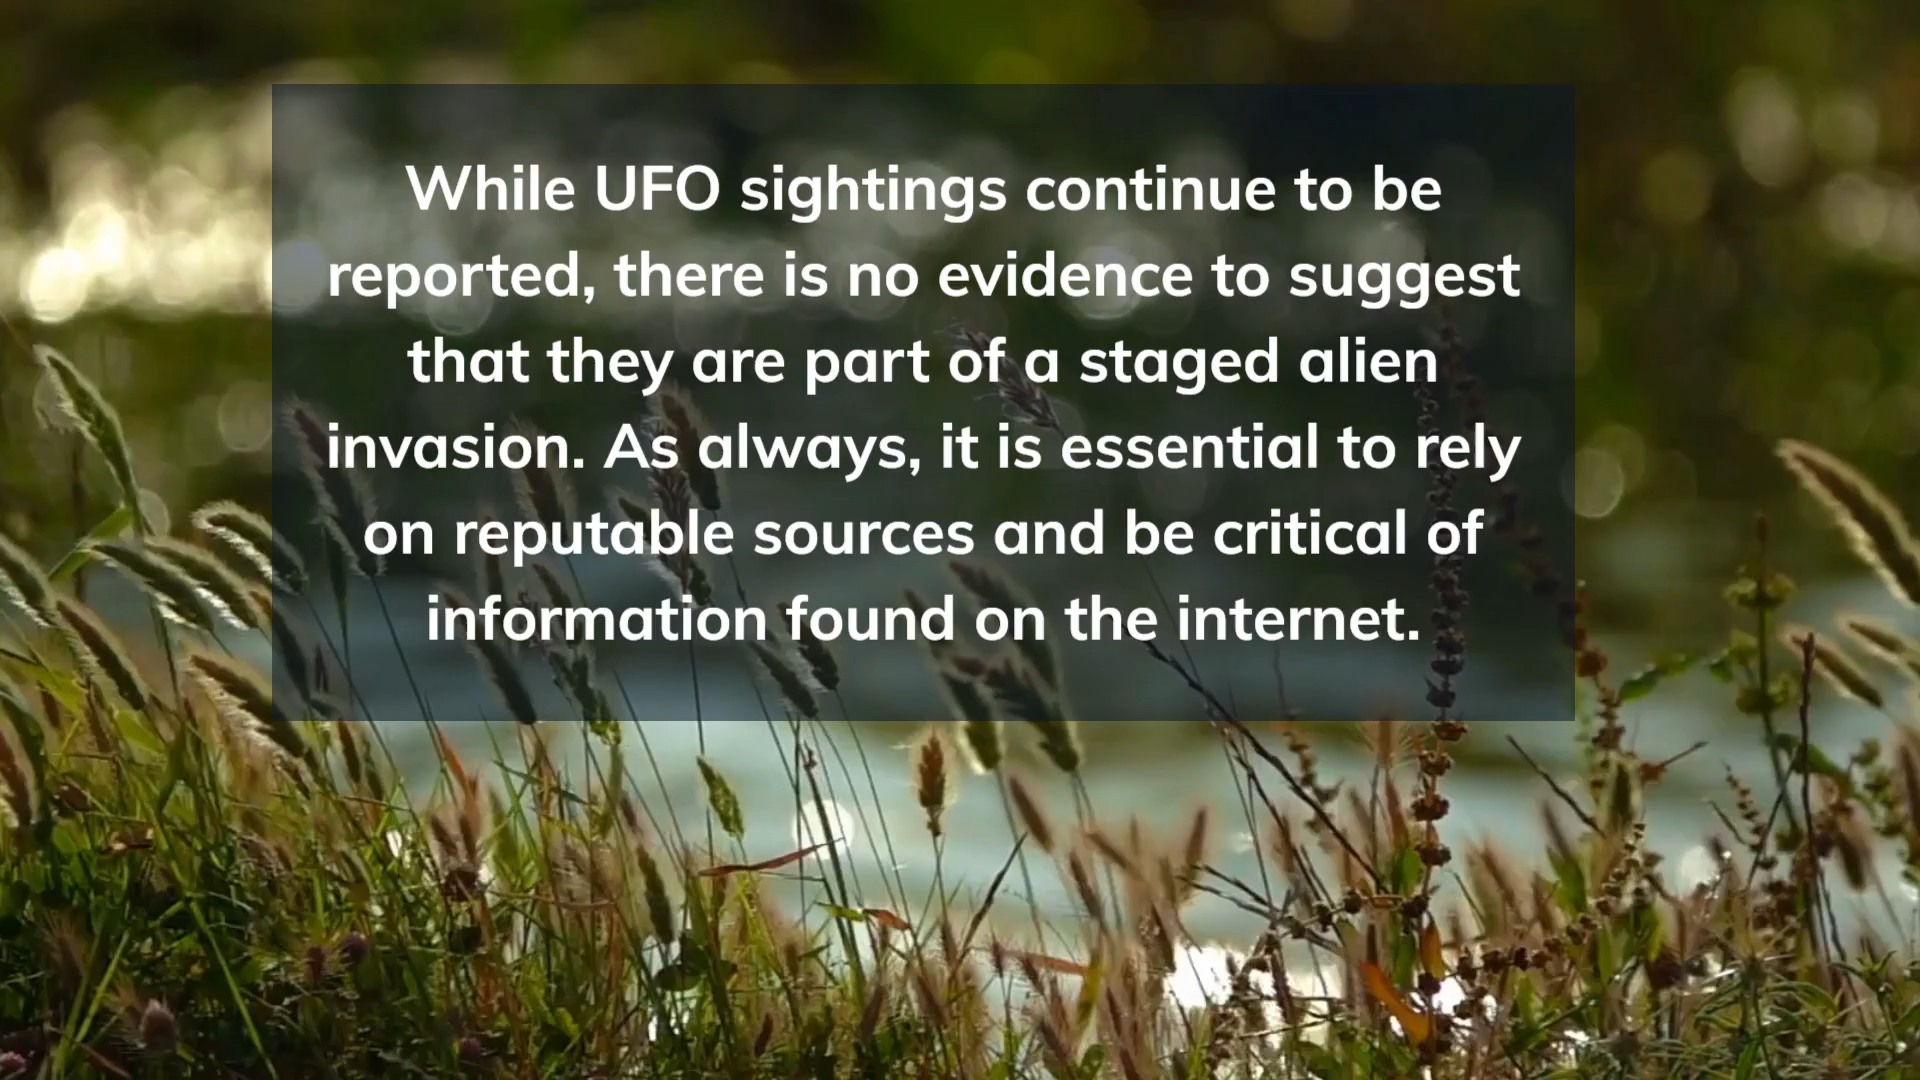 While UFO sightings continue to be
reported, there is no evidence to suggest
that they are part of a staged alien
invasion. As always, it is essential to rely
on reputable sources and be critical of
information found on the internet.